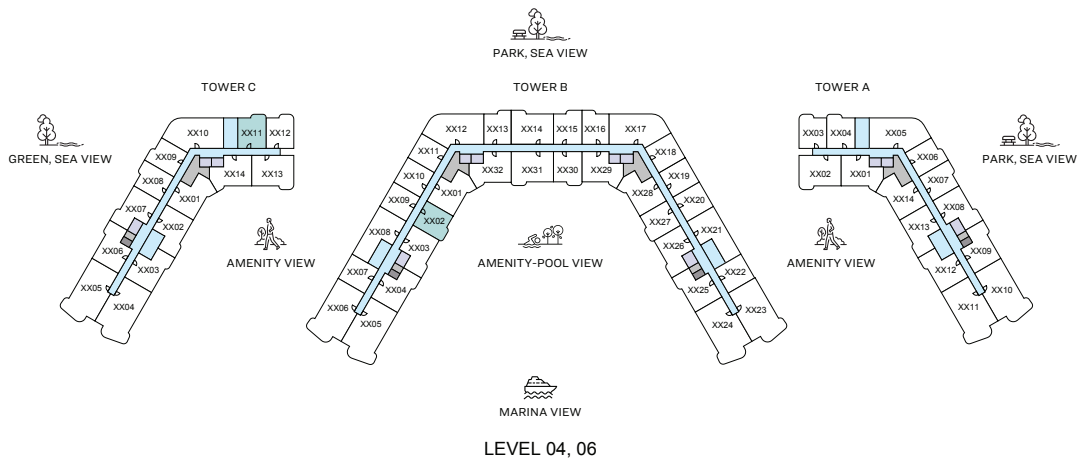 PARK, SEA VIEW
TOWER C
TOWER B
TOWER A
GREEN, SEA VIEW
PARK, SEA VIEW
XX10
XX11
XX12
XX09
XX08
XX07
XX06
XX05
XX04
XX03
XX02
XX01
XX14
XX13
AMENITY VIEW
XX12
XX13
XX14
XX15
XX16
XX17
XX11
XX10
XX09
XX08
XX07
XX06
XX05
XX04
XX03
XX02
XX01
XX32
XX31
XX30
XX29
XX28
XX27
XX26
XX25
XX24
XX23
XX22
XX21
XX20
XX19
XX18
AMENITY-POOL VIEW
XX03
XX04
XX05
XX02
XX01
XX14
XX13
XX12
XX11
XX10
XX09
XX08
XX07
XX06
AMENITY VIEW
MARINA VIEW
LEVEL 04, 06